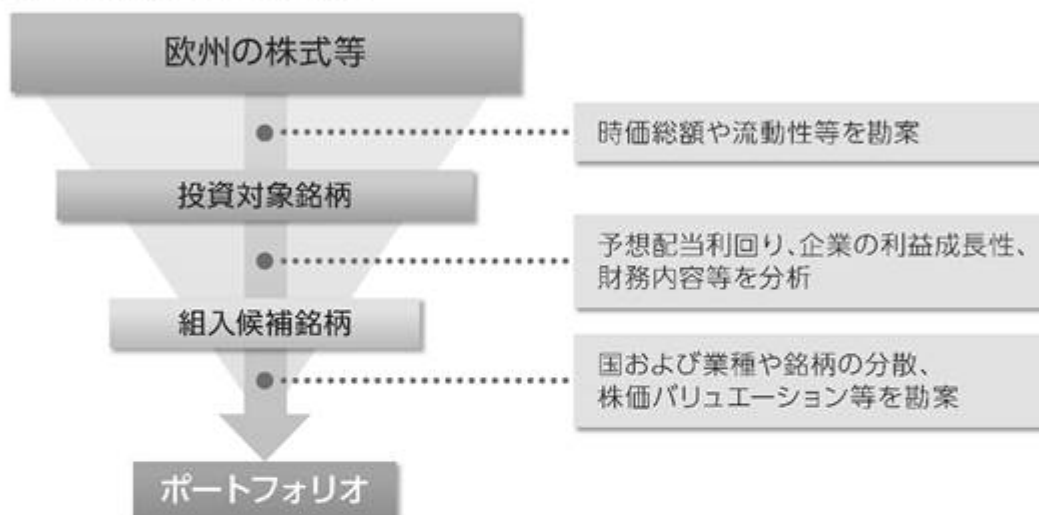 欧州の株式等
時価総額や流動性等を勘案
投資対象銘柄
予想配当利回り、企業の利益成長性、
財務内容等を分析
組入候補銘柄
国および業種や銘柄の分散、
株価バリュエーション等を勘案
ポートフォリオ